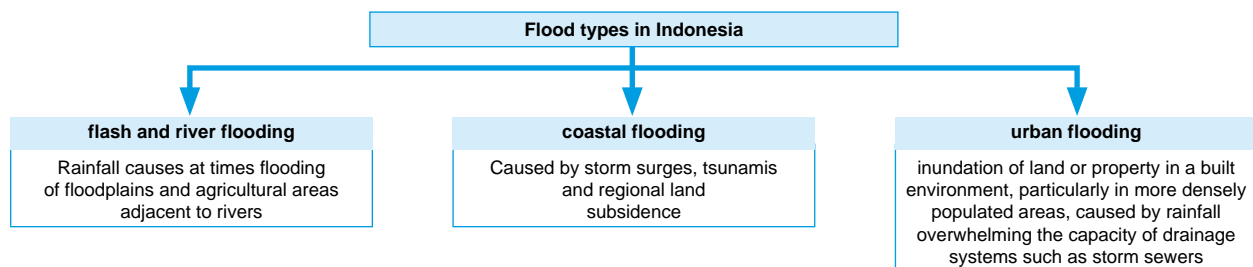 Flood types in Indonesia
flash and river flooding
Rainfall causes at times flooding
of floodplains and agricultural areas
adjacent to rivers
coastal flooding
Caused by storm surges, tsunamis
and regional land
subsidence
urban flooding
inundation of land or property in a built
environment, particularly in more densely
populated areas, caused by rainfall
overwhelming the capacity of drainage
systems such as storm sewers